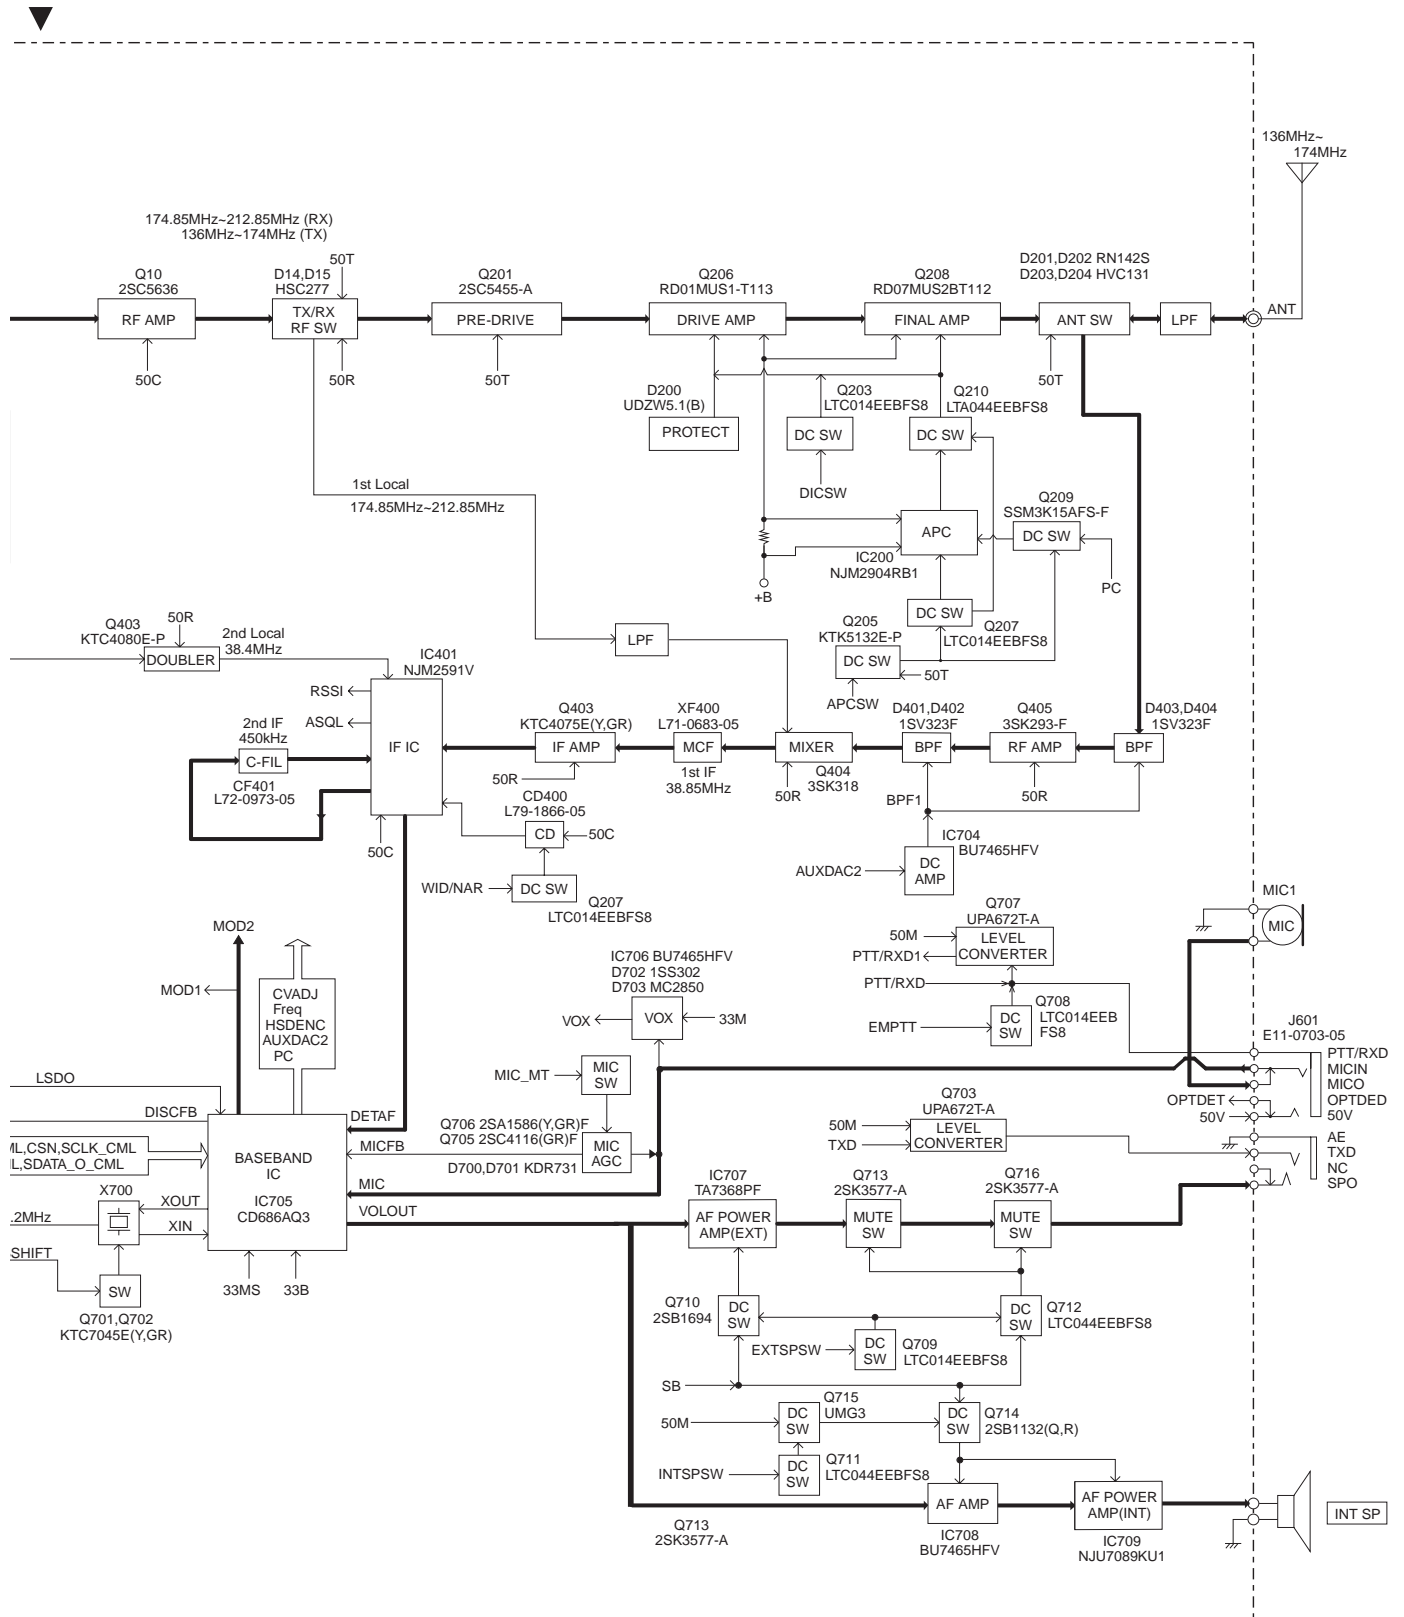 136MHz~
174MHz
174.85MHz~212.85MHz (RX)
136MHz~174MHz (TX)
50T
Q10
2SC5636
D14,D15
HSC277
Q201
2SC5455-A
Q206
RD01MUS1-T113
Q208
RD07MUS2BT112
D201,D202 RN142S
D203,D204 HVC131
RF AMP
TX/RX
RF SW
PRE-DRIVE
DRIVE AMP
FINAL AMP
ANT SW
LPF
ANT
50C
50R
50T
50T
D200
UDZW5.1(B)
PROTECT
Q203
LTC014EEBFS8
DC SW
DICSW
Q210
LTA044EEBFS8
DC SW
1st Local
174.85MHz~212.85MHz
Q209
SSM3K15AFS-F
DC SW
PC
APC
IC200
NJM2904RB1
+B
DC SW
Q207
LTC014EEBFS8
Q205
KTK5132E-P
DC SW
50T
APCSW
LPF
Q403
KTC4080E-P
50R
DOUBLER
2nd Local
38.4MHz
IC401
NJM2591V
RSSI
ASQL
IF IC
2nd IF
450kHz
C-FIL
CF401
L72-0973-05
50C
Q403
KTC4075E(Y,GR)
IF AMP
50R
XF400
L71-0683-05
MCF
1st IF
38.85MHz
MIXER
Q404
3SK318
50R
D401,D402
1SV323F
BPF
BPF1
Q405
3SK293-F
RF AMP
50R
D403,D404
1SV323F
BPF
CD400
L79-1866-05
CD
50C
WID/NAR
DC SW
Q207
LTC014EEBFS8
IC704
BU7465HFV
AUXDAC2
DC
AMP
MIC1
MIC
Q707
UPA672T-A
50M
LEVEL
CONVERTER
PTT/RXD1
PTT/RXD
Q708
LTC014EEB
FS8
DC
SW
EMPTT
MOD2
MOD1
CVADJ
Freq
HSDENC
AUXDAC2
PC
IC706 BU7465HFV
D702 1SS302
D703 MC2850
VOX
VOX
33M
MIC_MT
MIC
SW
J601
E11-0703-05
PTT/RXD
MICIN
MICO
OPTDED
50V
OPTDET
50V
AE
TXD
NC
SPO
LSDO
DISCFB
DETAF
Q706 2SA1586(Y,GR)F
Q705 2SC4116(GR)F
MICFB
MIC
AGC
D700,D701 KDR731
Q703
UPA672T-A
50M
TXD
LEVEL
CONVERTER
ML,CSN,SCLK_CML
IL,SDATA_O_CML
BASEBAND
IC
IC705
CD686AQ3
MIC
VOLOUT
X700
XOUT
XIN
.2MHz
SHIFT
SW
Q701,Q702
KTC7045E(Y,GR)
33MS
33B
IC707
TA7368PF
AF POWER
AMP(EXT)
Q713
2SK3577-A
MUTE
SW
Q716
2SK3577-A
MUTE
SW
Q710
2SB1694
DC
SW
EXTSPSW
DC
SW
Q709
LTC014EEBFS8
DC
SW
Q712
LTC044EEBFS8
SB
Q715
UMG3
50M
DC
SW
DC
SW
Q714
2SB1132(Q,R)
INTSPSW
DC
SW
Q711
LTC044EEBFS8
AF AMP
IC708
BU7465HFV
AF POWER
AMP(INT)
IC709
NJU7089KU1
Q713
2SK3577-A
INT SP